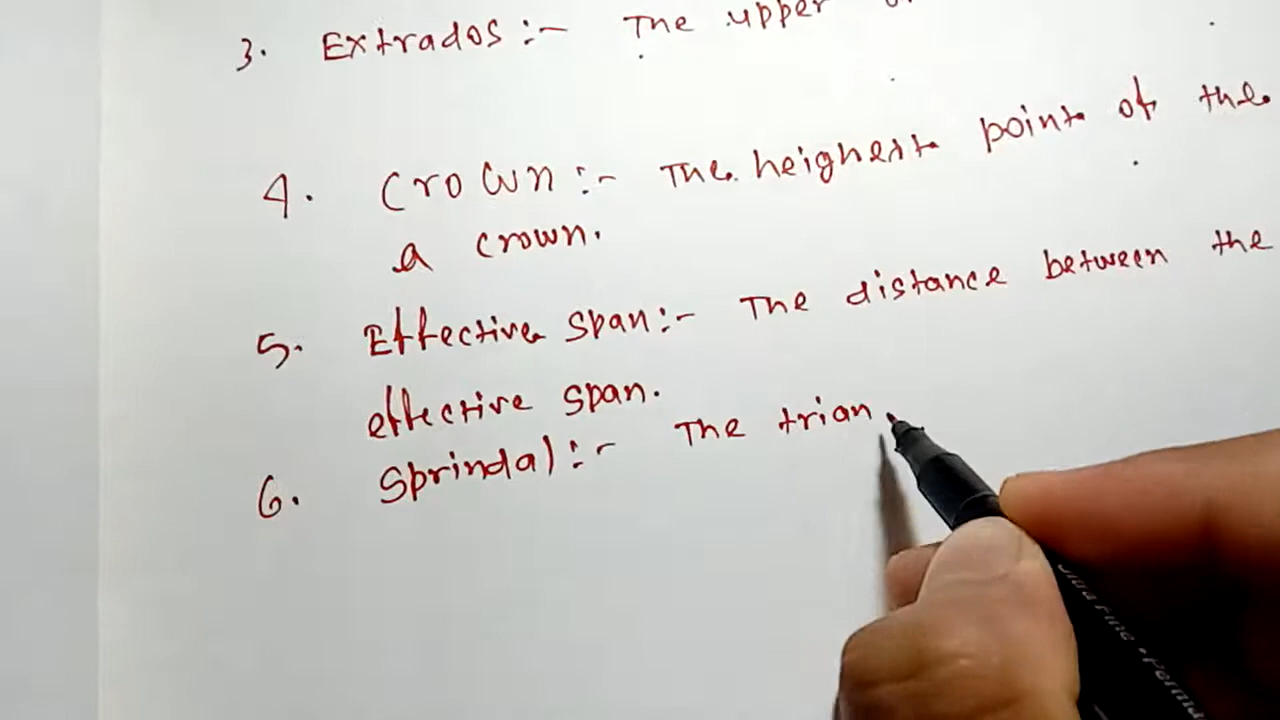 3. Extrados :- The upper
4. Crown :- The heighest point of the
a crown.
5. Effective span :- The distance between the
effective span.
6. Sprindal :- The trian